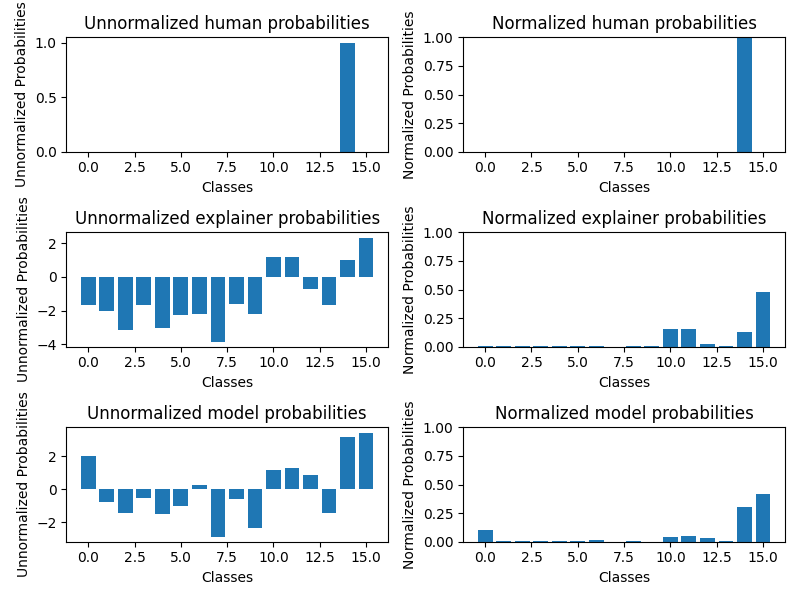 Unnormalized human probabilities
Unnormalized Probabilities
1.0
0.5
0.0
0.0 2.5 5.0 7.5 10.0 12.5 15.0
Classes
Normalized human probabilities
Normalized Probabilities
1.00
0.75
0.50
0.25
0.00
0.0 2.5 5.0 7.5 10.0 12.5 15.0
Classes
Unnormalized explainer probabilities
Unnormalized Probabilities
2
0
−2
−4
0.0 2.5 5.0 7.5 10.0 12.5 15.0
Classes
Normalized explainer probabilities
Normalized Probabilities
1.00
0.75
0.50
0.25
0.00
0.0 2.5 5.0 7.5 10.0 12.5 15.0
Classes
Unnormalized model probabilities
Unnormalized Probabilities
2
0
−2
0.0 2.5 5.0 7.5 10.0 12.5 15.0
Classes
Normalized model probabilities
Normalized Probabilities
1.00
0.75
0.50
0.25
0.00
0.0 2.5 5.0 7.5 10.0 12.5 15.0
Classes